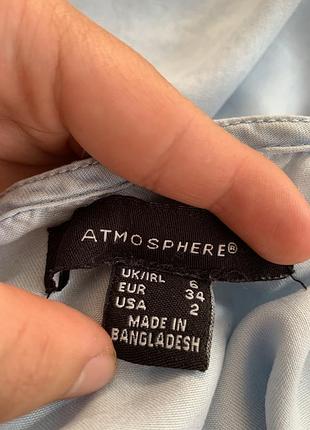 ATMOSPHERE®
UK/IRL 6
EUR 34
USA 2
MADE IN
BANGLADESH